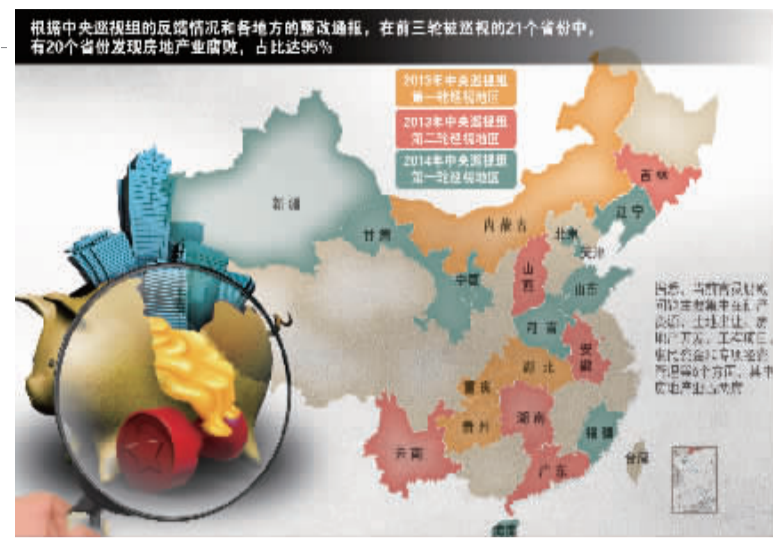 根据中央巡视组的反馈情况和各地方的整改通报，在前三轮被巡视的21个省份中，
有20个省份发现房地产业腐败，占比达95%
2013年中央巡视组
第一轮巡视地区
2013年中央巡视组
第二轮巡视地区
2014年中央巡视组
第一轮巡视地区
吉林
新疆
辽宁
内蒙古
甘肃
北京
天津
宁夏
山西
山东
河南
安徽
湖北
重庆
湖南
贵州
福建
云南
广东
台湾
海南
房地产业占